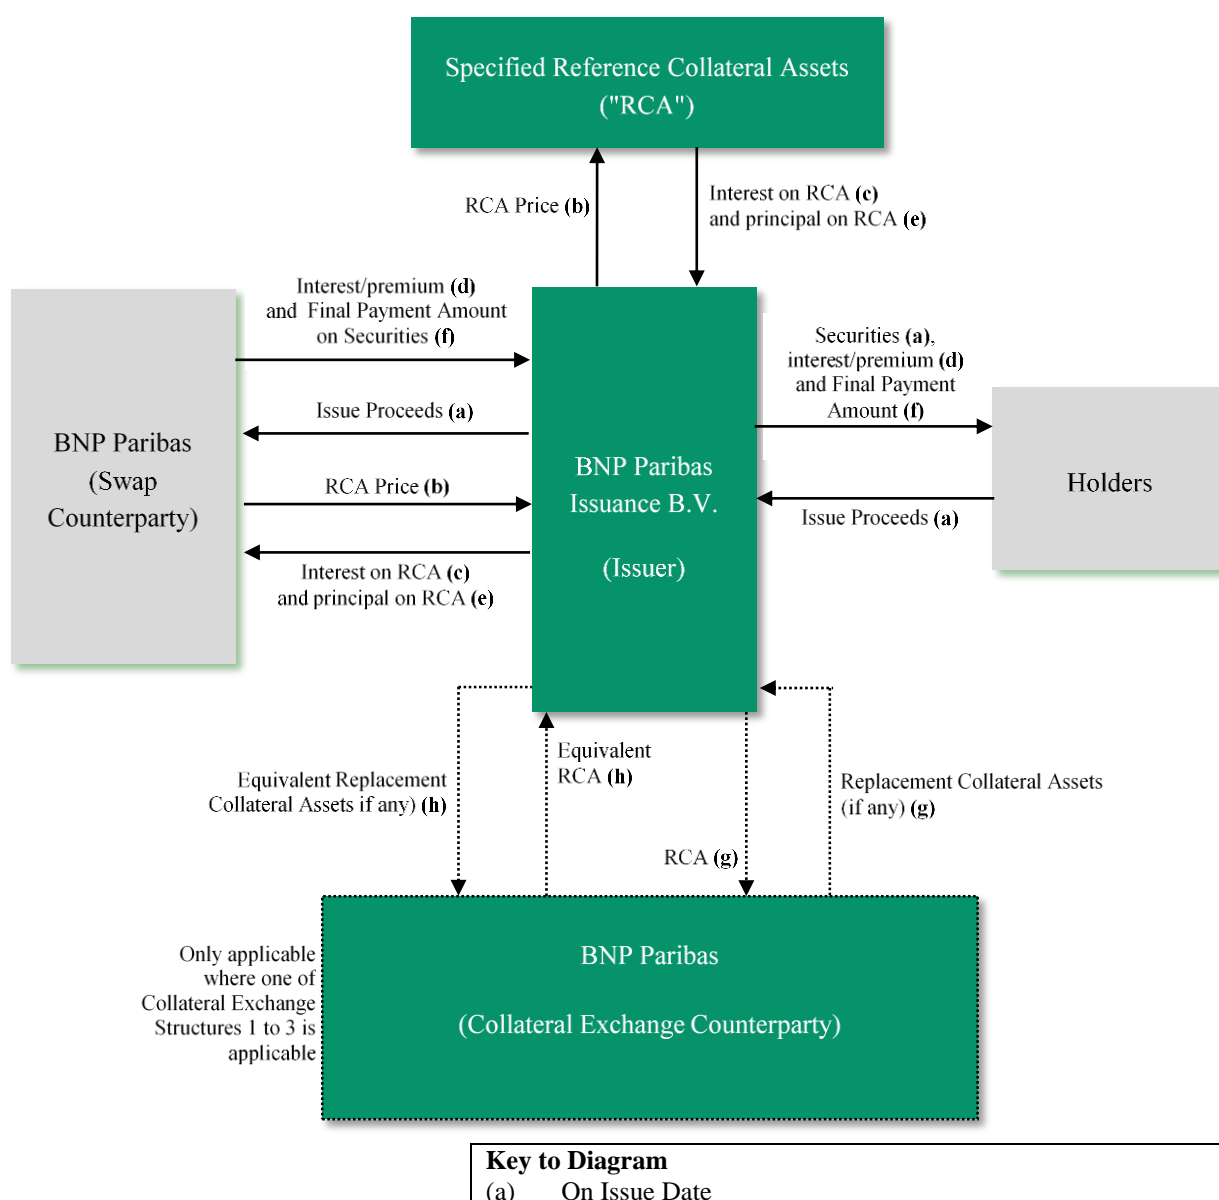 Specified Reference Collateral Assets
("RCA")
RCA Price (b)
Interest on RCA (c)
and principal on RCA (e)
Interest/premium (d)
and Final Payment Amount
on Securities (f)
Securities (a),
interest/premium (d)
and Final Payment
Amount (f)
Issue Proceeds (a)
BNP Paribas
(Swap
Counterparty)
RCA Price (b)
BNP Paribas
Issuance B.V.
(Issuer)
Holders
Issue Proceeds (a)
Interest on RCA (c)
and principal on RCA (e)
Equivalent
RCA (h)
Equivalent Replacement
Collateral Assets if any) (h)
Replacement Collateral Assets
(if any) (g)
RCA (g)
Only applicable
where one of
Collateral Exchange
Structures 1 to 3 is
applicable
BNP Paribas
(Collateral Exchange Counterparty)
Key to Diagram
(a) On Issue Date